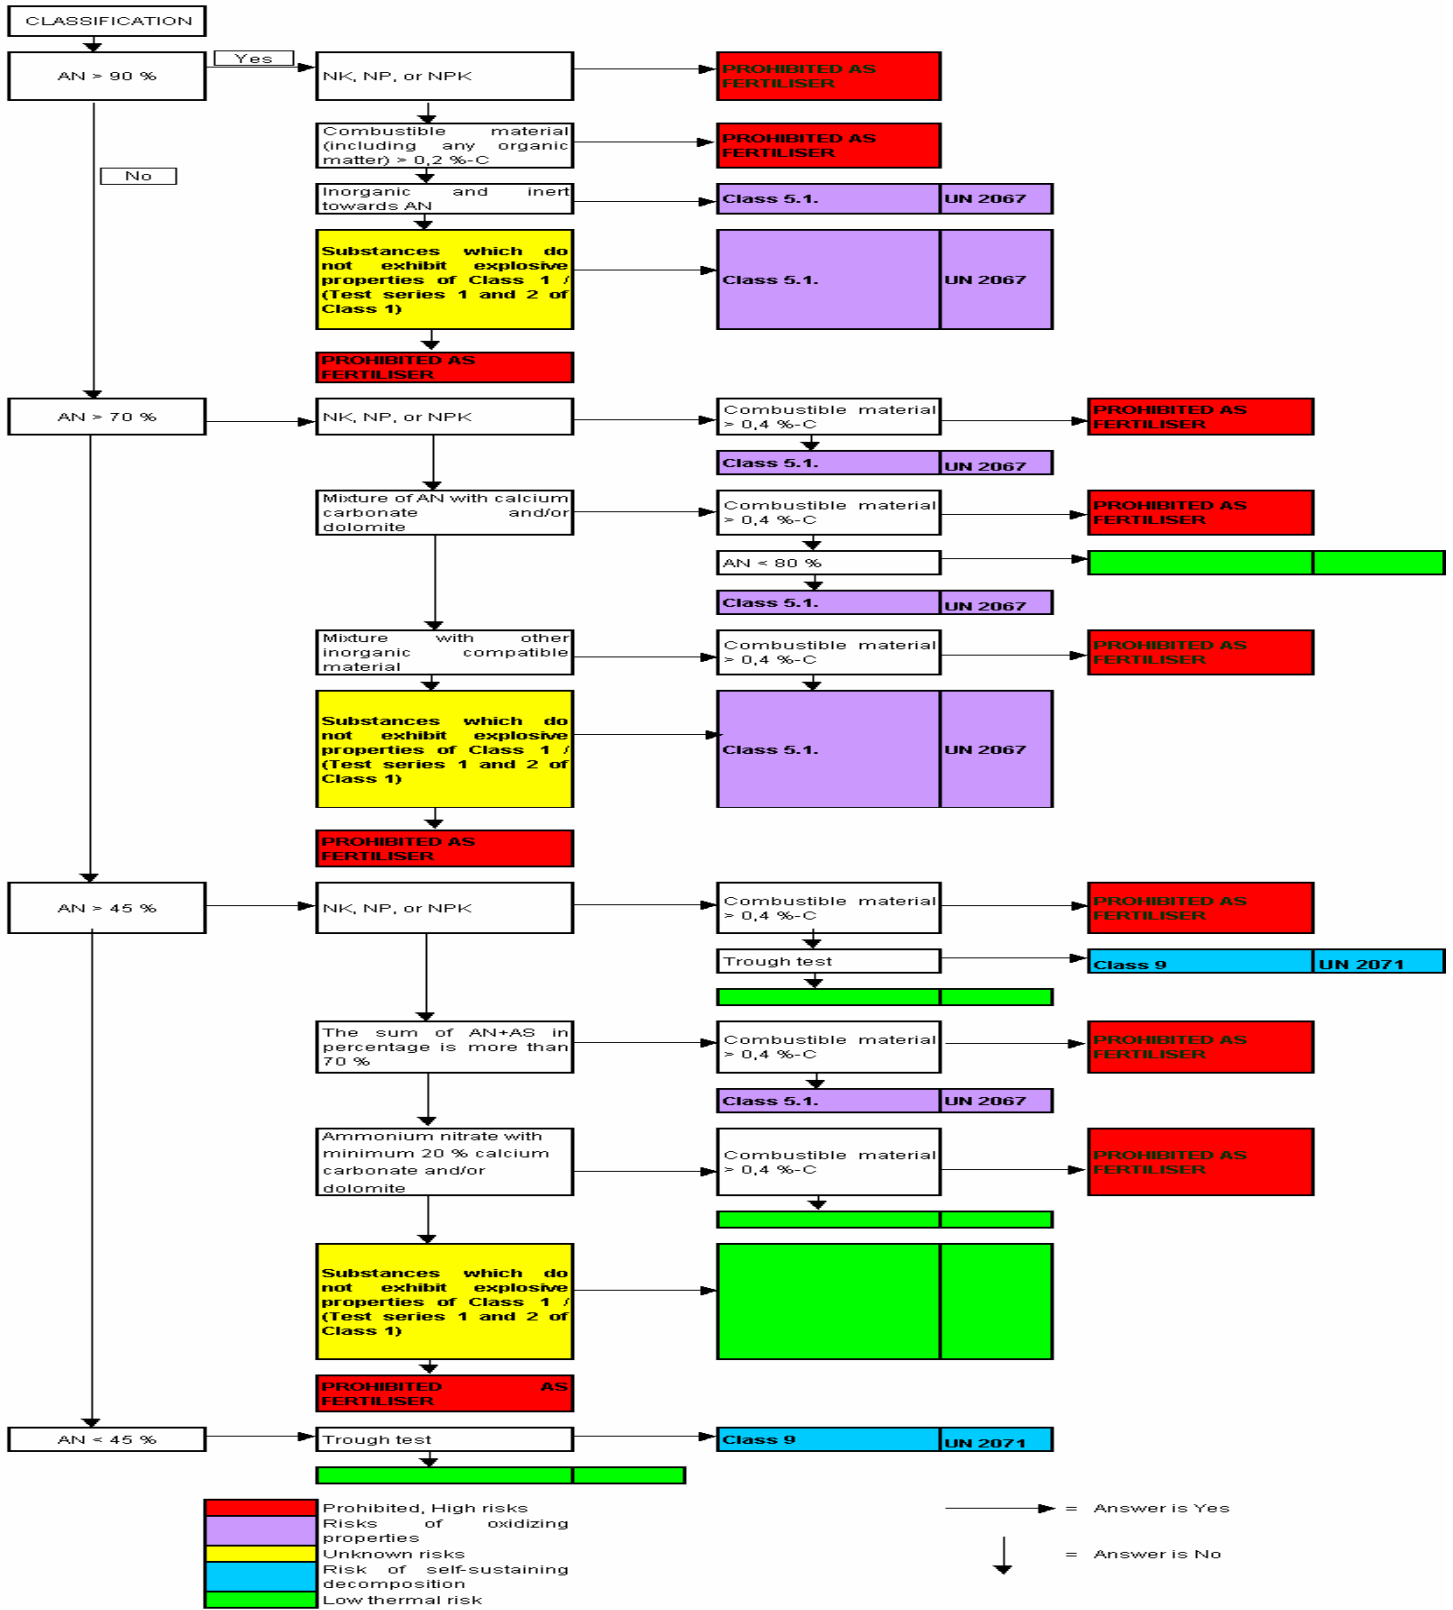 CLASSIFICATION
Yes
AN > 90 %
NK, NP, or NPK
PROHIBITED AS
FERTILISER
Combustible material
(including any organic
matter) > 0,2 %-C
PROHIBITED AS
FERTILISER
No
Inorganic and inert
towards AN
Class 5.1.
UN 2067
Substances which do
not exhibit explosive
properties of Class 1 /
(Test series 1 and 2 of
Class 1)
Class 5.1.
UN 2067
PROHIBITED AS
FERTILISER
AN > 70 %
NK, NP, or NPK
Combustible material
> 0,4 %-C
PROHIBITED AS
FERTILISER
Class 5.1.
UN 2067
Mixture of AN with calcium
carbonate and/or
dolomite
Combustible material
> 0,4 %-C
PROHIBITED AS
FERTILISER
AN < 80 %
Class 5.1.
UN 2067
Mixture with other
inorganic compatible
material
Combustible material
> 0,4 %-C
PROHIBITED AS
FERTILISER
Substances which do
not exhibit explosive
properties of Class 1 /
(Test series 1 and 2 of
Class 1)
Class 5.1.
UN 2067
PROHIBITED AS
FERTILISER
AN > 45 %
NK, NP, or NPK
Combustible material
> 0,4 %-C
PROHIBITED AS
FERTILISER
Trough test
Class 9
UN 2071
The sum of AN+AS in
percentage is more than
70 %
Combustible material
> 0,4 %-C
PROHIBITED AS
FERTILISER
Class 5.1.
UN 2067
Ammonium nitrate with
minimum 20 % calcium
carbonate and/or
dolomite
Combustible material
> 0,4 %-C
PROHIBITED AS
FERTILISER
Substances which do
not exhibit explosive
properties of Class 1 /
(Test series 1 and 2 of
Class 1)
PROHIBITED AS
FERTILISER
AN < 45 %
Trough test
Class 9
UN 2071
Prohibited, High risks
Risks of oxidizing
properties
Unknown risks
Risk of self-sustaining
decomposition
Low thermal risk
= Answer is Yes
= Answer is No